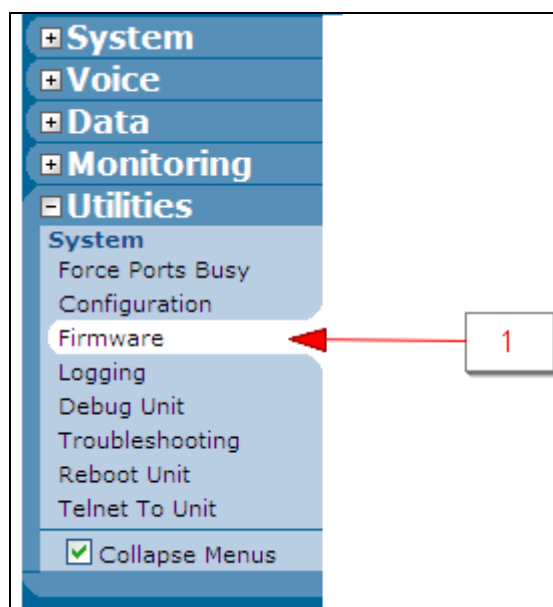 System
Voice
Data
Monitoring
Utilities
System
Force Ports Busy
Configuration
Firmware
1
Logging
Debug Unit
Troubleshooting
Reboot Unit
Telnet To Unit
Collapse Menus